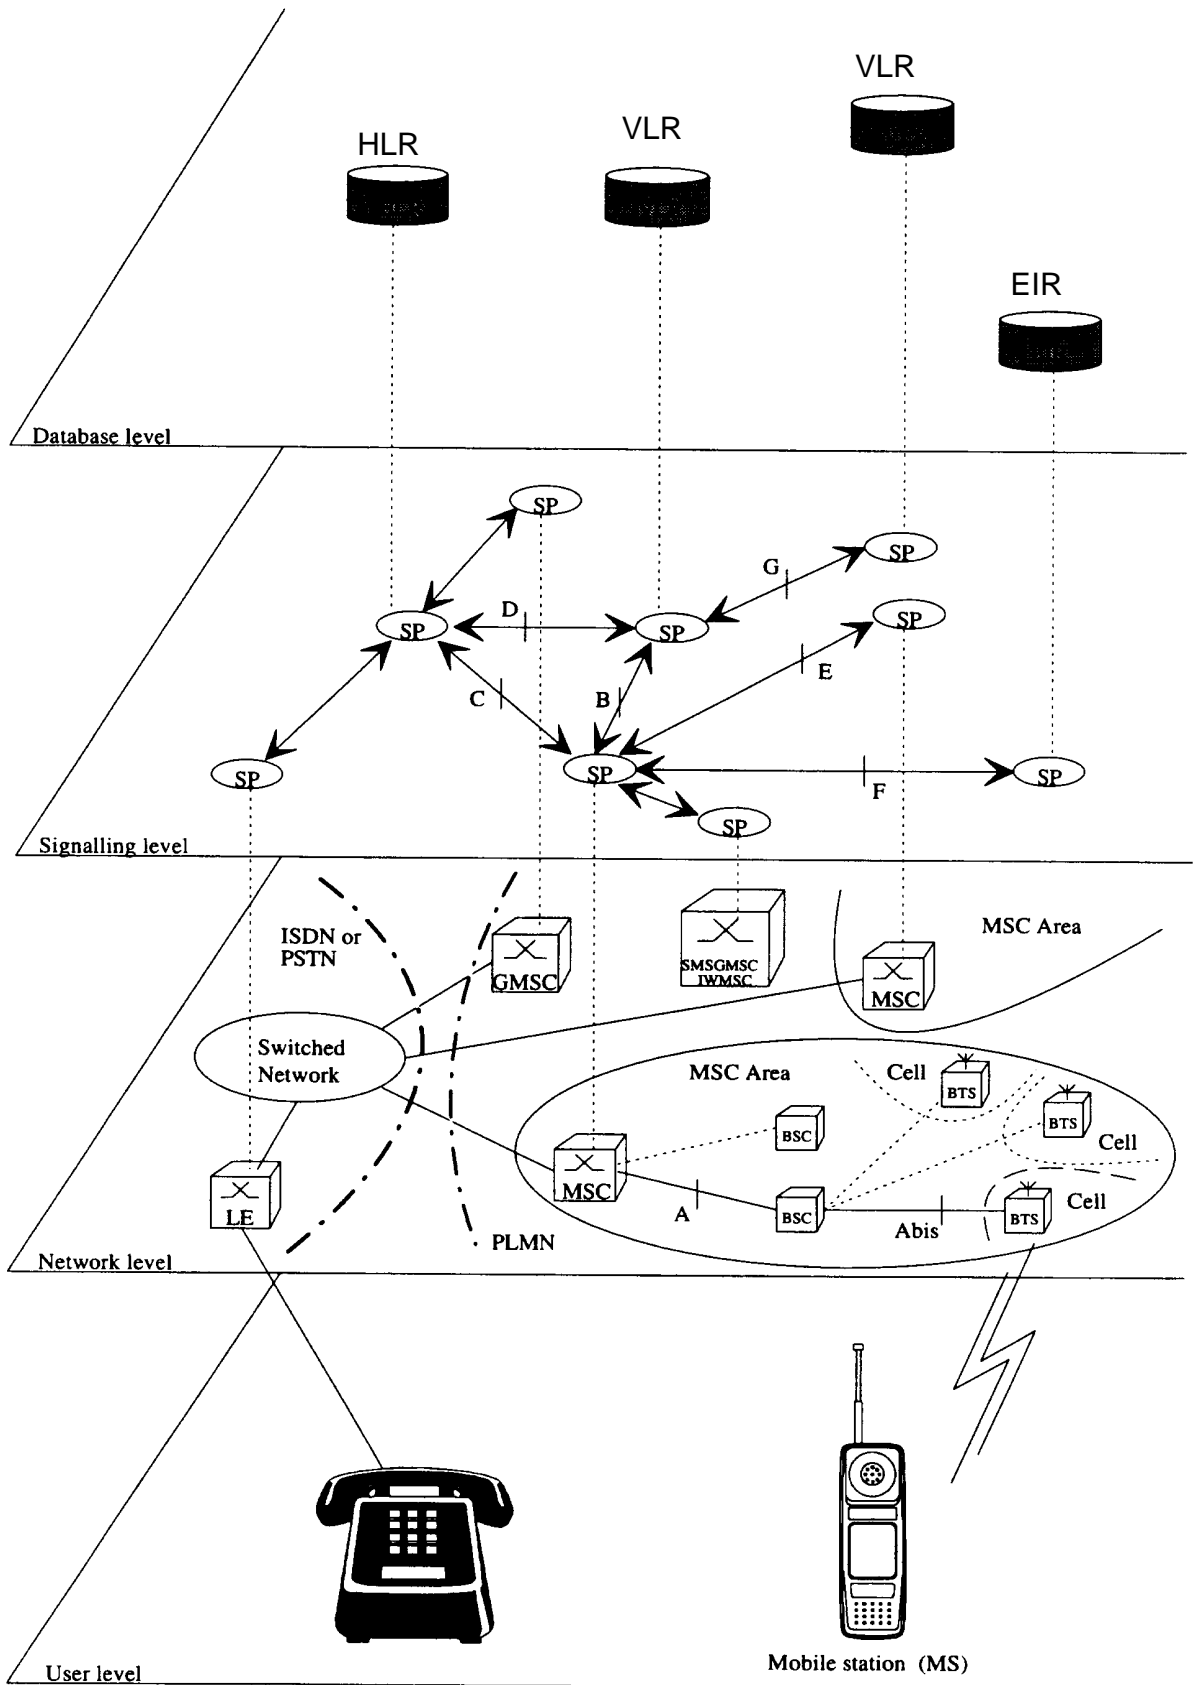 VLR
VLR
HLR
EIR
Database level
SP
SP
G
D
SP
SP
SP
E
C
B
SP
SP
SP
F
SP
Signalling level
ISDN or
PSTN
GMSC
SMSGMSC
IWMSC
MSC
MSC Area
Switched
Network
MSC Area
Cell
BTS
BTS
Cell
BSC
MSC
A
BSC
Abis
BTS
Cell
LE
PLMN
Network level
Mobile station (MS)
User level